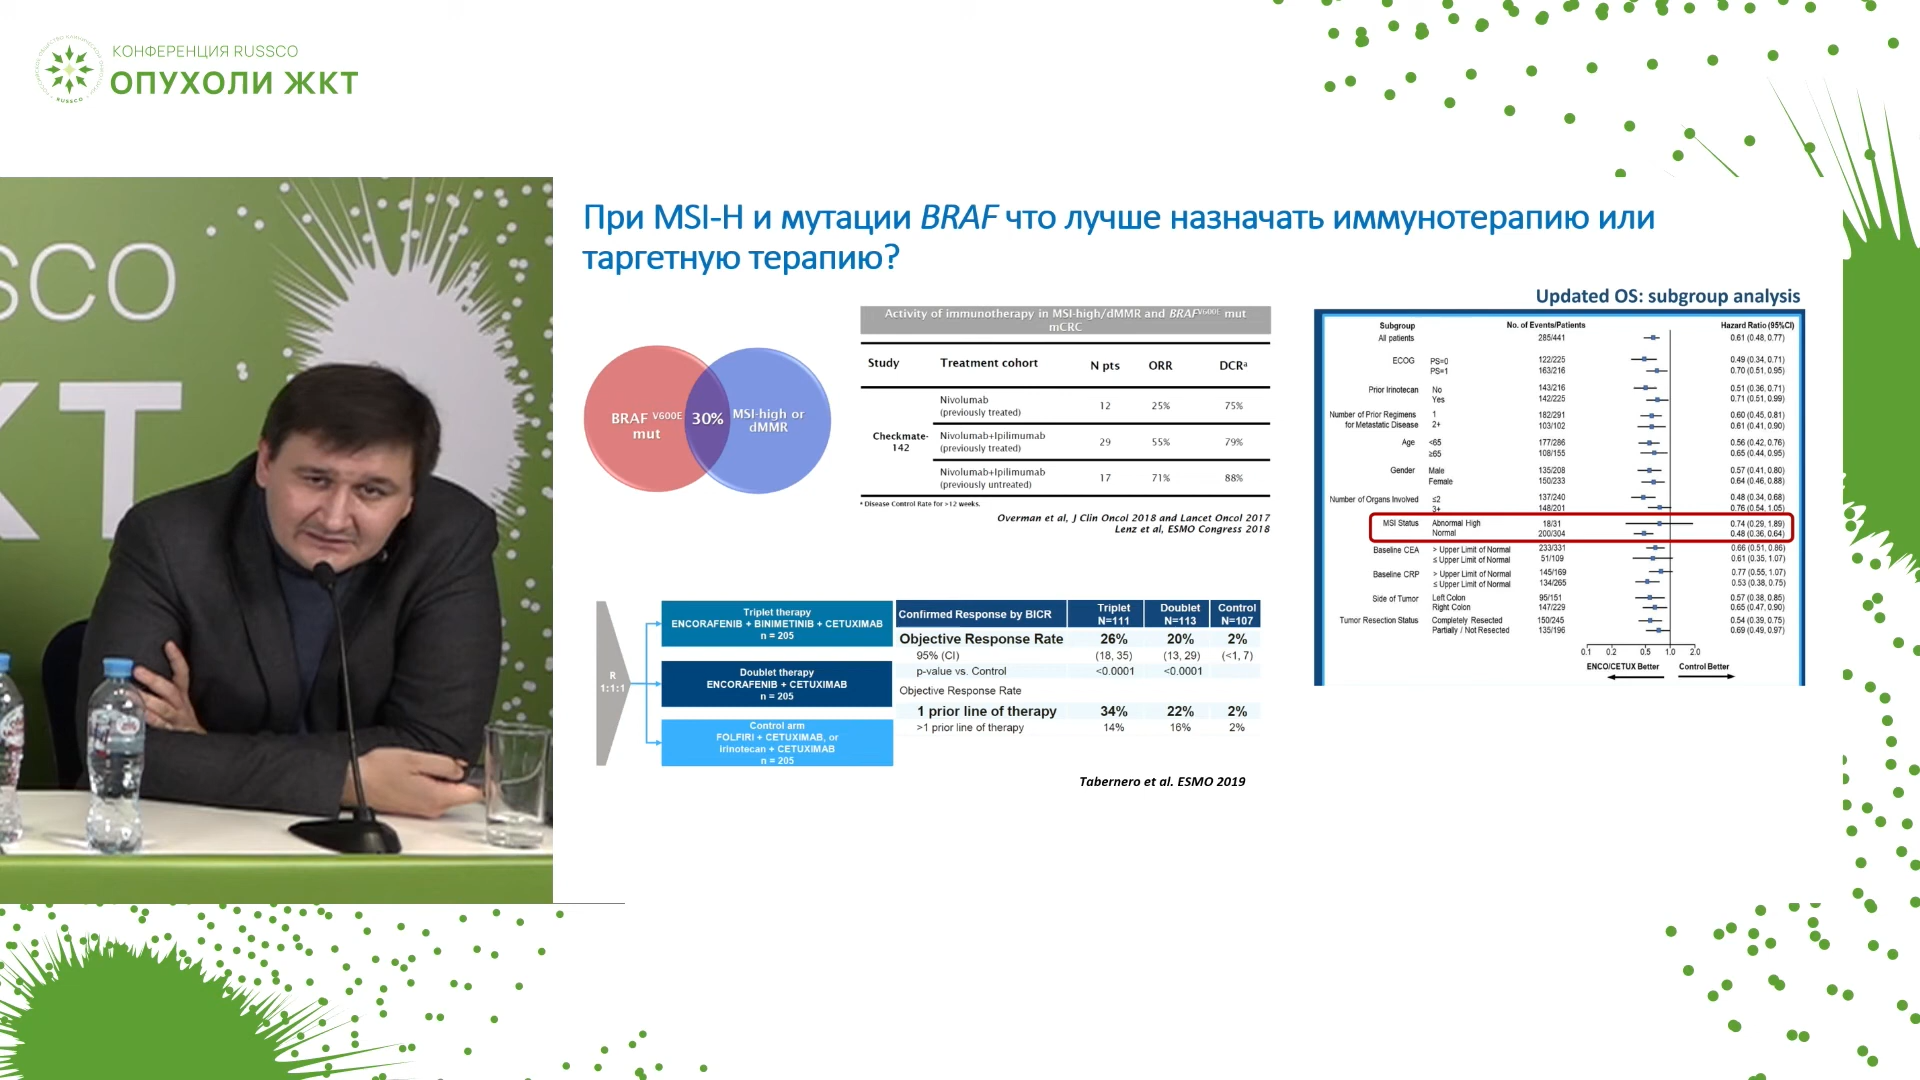 КОНФЕРЕНЦИЯ RUSSCO
ОПУХОЛИ ЖКТ
RUSSCO
SCO
КТ
При MSI-H и мутации BRAF что лучше назначать иммунотерапию или
таргетную терапию?
BRAF V600E mut
30%
MSI-high or dMMR
Activity of immunotherapy in MSI-high/dMMR and BRAFV600E mut
mCRC
Study Treatment cohort N pts ORR DCRa
Checkmate-142
Nivolumab (previously treated) 12 25% 75%
Nivolumab+Ipilimumab (previously treated) 29 55% 79%
Nivolumab+Ipilimumab (previously untreated) 17 71% 88%
a Disease Control Rate for >12 weeks.
Overman et al, J Clin Oncol 2018 and Lancet Oncol 2017
Lenz et al, ESMO Congress 2018
R
1:1:1
Triplet therapy
ENCORAFENIB + BINIMETINIB + CETUXIMAB
n = 205
Doublet therapy
ENCORAFENIB + CETUXIMAB
n = 205
Control arm
FOLFIRI + CETUXIMAB, or
irinotecan + CETUXIMAB
n = 205
Confirmed Response by BICR Triplet N=111 Doublet N=113 Control N=107
Objective Response Rate 26% 20% 2%
95% (CI) (18, 35) (13, 29) (<1, 7)
p-value vs. Control <0.0001 <0.0001
Objective Response Rate
1 prior line of therapy 34% 22% 2%
>1 prior line of therapy 14% 16% 2%
Tabernero et al. ESMO 2019
Updated OS: subgroup analysis
Subgroup No. of Events/Patients Hazard Ratio (95%CI)
All patients 285/441 0.61 (0.48, 0.77)
ECOG PS=0 122/225 0.49 (0.34, 0.71)
PS=1 163/216 0.70 (0.51, 0.95)
Prior Irinotecan No 143/216 0.51 (0.36, 0.71)
Yes 142/225 0.71 (0.51, 0.99)
Number of Prior Regimens 1 182/291 0.60 (0.45, 0.81)
for Metastatic Disease 2+ 103/102 0.61 (0.41, 0.90)
Age <65 177/286 0.56 (0.42, 0.76)
≥65 108/155 0.65 (0.44, 0.95)
Gender Male 135/208 0.57 (0.41, 0.80)
Female 150/233 0.64 (0.46, 0.88)
Number of Organs Involved ≤2 137/240 0.48 (0.34, 0.68)
3+ 148/201 0.76 (0.54, 1.05)
MSI Status Abnormal High 18/31 0.74 (0.29, 1.89)
Normal 200/304 0.48 (0.36, 0.64)
Baseline CEA > Upper Limit of Normal 233/331 0.66 (0.51, 0.86)
≤ Upper Limit of Normal 51/109 0.61 (0.35, 1.07)
Baseline CRP > Upper Limit of Normal 145/169 0.77 (0.55, 1.07)
≤ Upper Limit of Normal 134/265 0.53 (0.38, 0.75)
Side of Tumor Left Colon 95/151 0.57 (0.38, 0.85)
Right Colon 147/229 0.65 (0.47, 0.90)
Tumor Resection Status Completely Resected 150/245 0.54 (0.39, 0.75)
Partially / Not Resected 135/196 0.69 (0.49, 0.97)
0.1 0.2 0.5 1.0 2.0
ENCO/CETUX Better Control Better